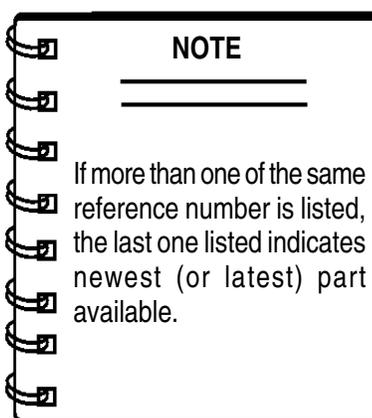 NOTE
If more than one of the same
reference number is listed,
the last one listed indicates
newest (or latest) part
available.